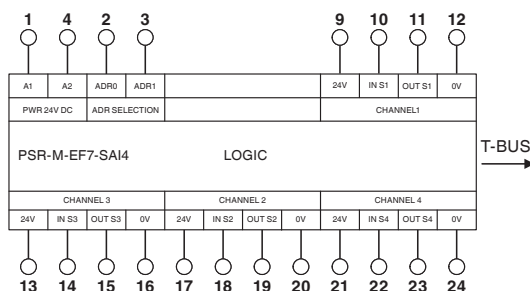 1 4 2 3 9 10 11 12
A1 A2 ADR0 ADR1 24V IN S1 OUT S1 0V
PWR 24V DC ADR SELECTION CHANNEL1
PSR-M-EF7-SAI4 LOGIC T-BUS
CHANNEL 3 CHANNEL 2 CHANNEL 4
24V IN S3 OUT S3 0V 24V IN S2 OUT S2 0V 24V IN S4 OUT S4 0V
13 14 15 16 17 18 19 20 21 22 23 24